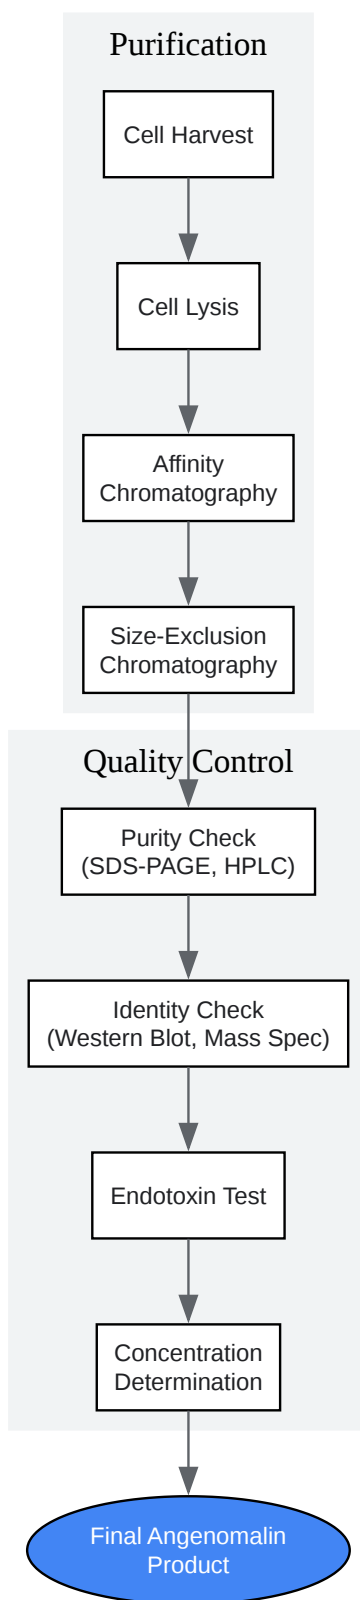 Purification
Cell Harvest
Cell Lysis
Affinity
Chromatography
Size-Exclusion
Chromatography
Quality Control
Purity Check
(SDS-PAGE, HPLC)
Identity Check
(Western Blot, Mass Spec)
Endotoxin Test
Concentration
Determination
Final Angenomalin
Product